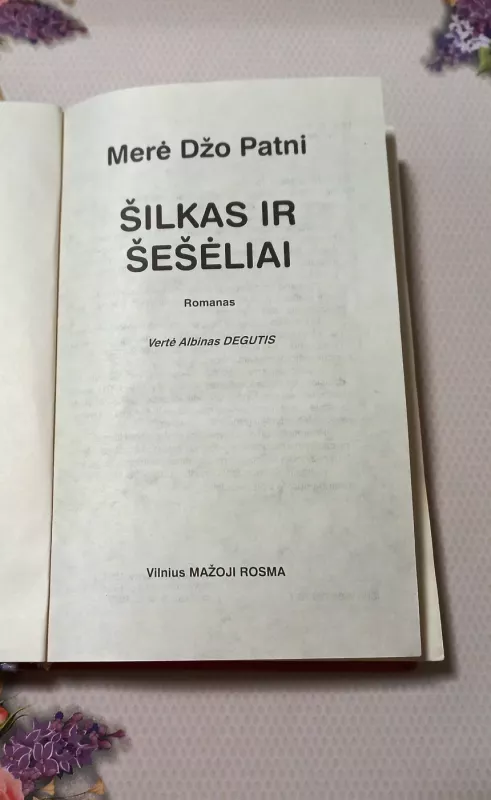 Merė Džo Patni
ŠILKAS IR
ŠEŠĖLIAI
Romanas
Vertė Albinas DEGUTIS
Vilnius MAŽOJI ROSMA